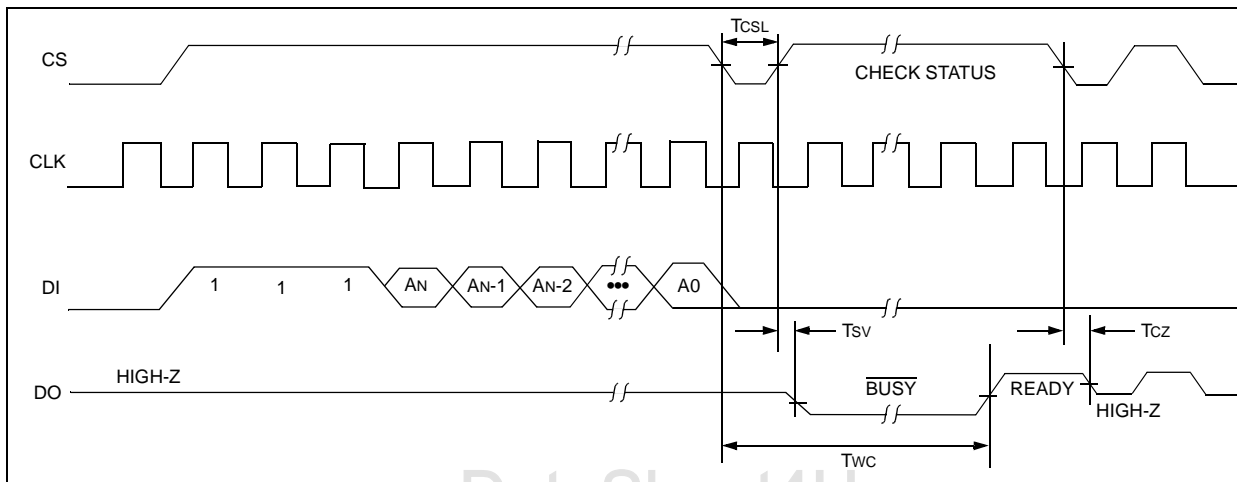 TCSL
CS
CHECK STATUS
CLK
DI
1 1 1 AN AN-1 AN-2 ••• A0
TSV
TCZ
DO
HIGH-Z
BUSY
READY
HIGH-Z
TWC